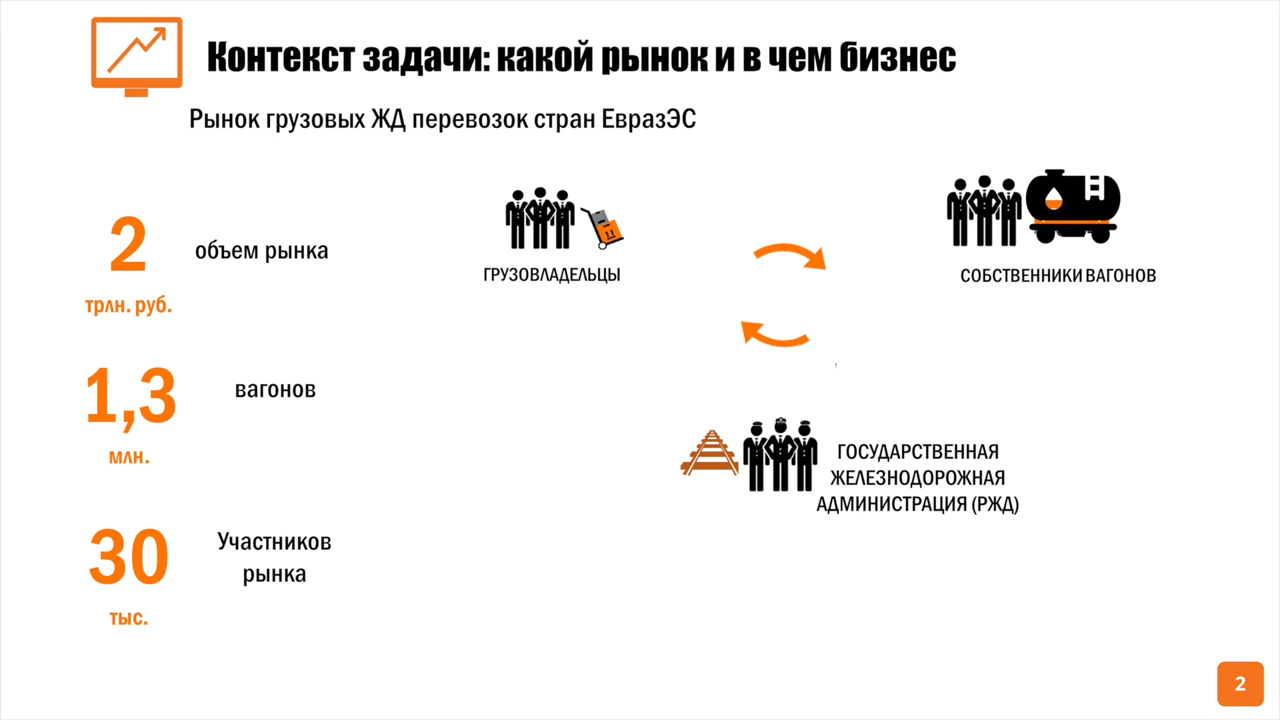 Контекст задачи: какой рынок и в чем бизнес
Рынок грузовых ЖД перевозок стран ЕвразЭС
2
трлн. руб.
объем рынка
1,3
млн.
вагонов
30
тыс.
Участников
рынка
ГРУЗОВЛАДЕЛЬЦЫ
СОБСТВЕННИКИ ВАГОНОВ
ГОСУДАРСТВЕННАЯ
ЖЕЛЕЗНОДОРОЖНАЯ
АДМИНИСТРАЦИЯ (РЖД)
2